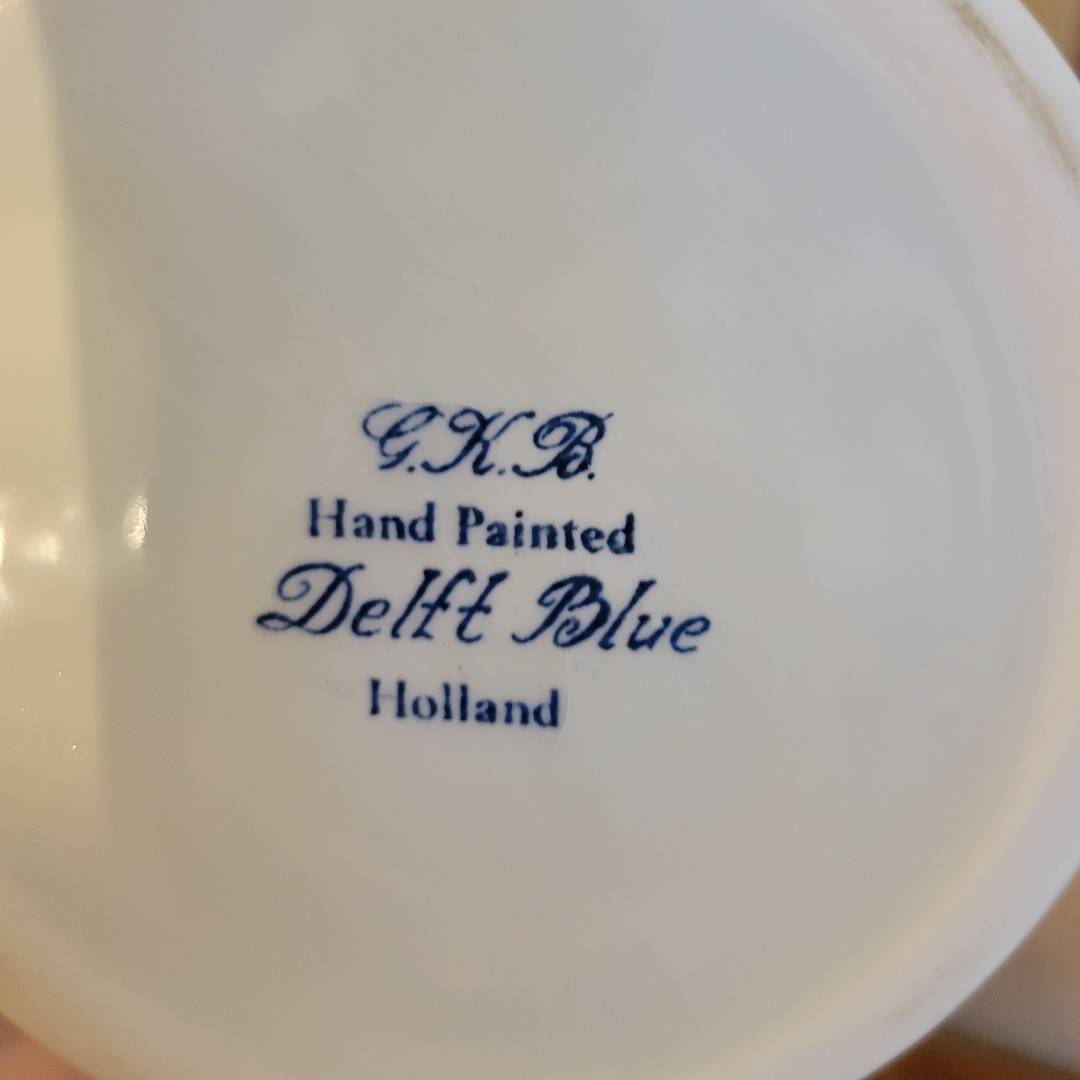 G.K.B.
Hand Painted
Delft Blue
Holland